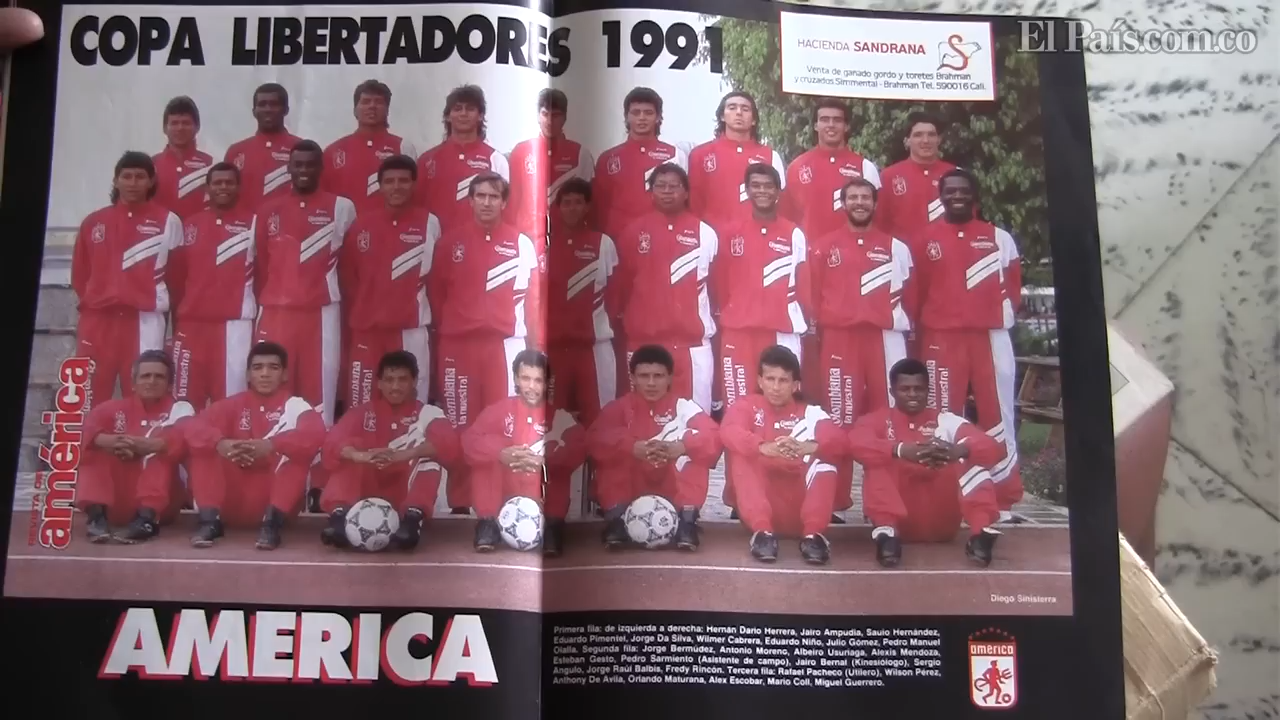 COPA LIBERTADORES 1991
HACIENDA SANDRANA
Venta de ganado gordo y toretes Brahman
y cruzados Simmental - Brahman Tel. 590016 Cali.
El País.com.co
REVISTA DEL
américa
Diego Sinisterra
AMERICA
Primera fila: de izquierda a derecha: Hernán Darío Herrera, Jairo Ampudia, Saulo Hernández,
Eduardo Pimentel, Jorge Da Silva, Wilmer Cabrera, Eduardo Niño, Julio Gómez, Pedro Manuel
Olalla. Segunda fila: Jorge Bermúdez, Antonio Moreno, Albeiro Usuriaga, Alexis Mendoza,
Esteban Gesto, Pedro Sarmiento (Asistente de campo), Jairo Bernal (Kinesiólogo), Sergio
Angulo, Jorge Raúl Balbis, Fredy Rincón. Tercera fila: Rafael Pacheco (Utilero), Wilson Pérez,
Anthony De Avila, Orlando Maturana, Alex Escobar, Mario Coll, Miguel Guerrero.
america